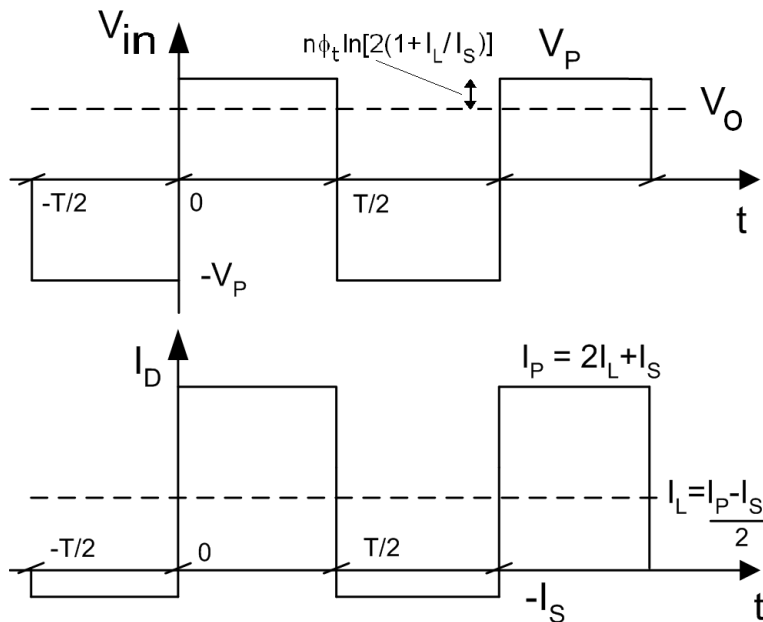 V_in
nϕ_t ln[2(1+I_L/I_S)]
V_P
V_o
-T/2
0
T/2
t
-V_P
I_D
I_P = 2I_L+I_S
I_L=I_P-I_S
2
-T/2
0
T/2
-I_S
t